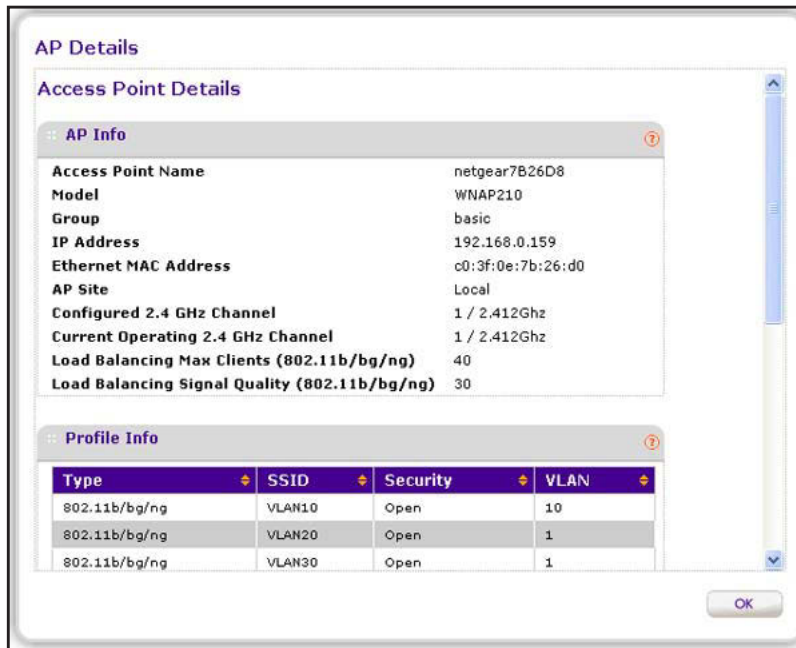 AP Details
Access Point Details
AP Info
Access Point Name netgear7B26D8
Model WNAP210
Group basic
IP Address 192.168.0.159
Ethernet MAC Address c0:3f:0e:7b:26:d0
AP Site Local
Configured 2.4 GHz Channel 1 / 2.412Ghz
Current Operating 2.4 GHz Channel 1 / 2.412Ghz
Load Balancing Max Clients (802.11b/bg/ng) 40
Load Balancing Signal Quality (802.11b/bg/ng) 30
Profile Info
Type SSID Security VLAN
802.11b/bg/ng VLAN10 Open 10
802.11b/bg/ng VLAN20 Open 1
802.11b/bg/ng VLAN30 Open 1
OK